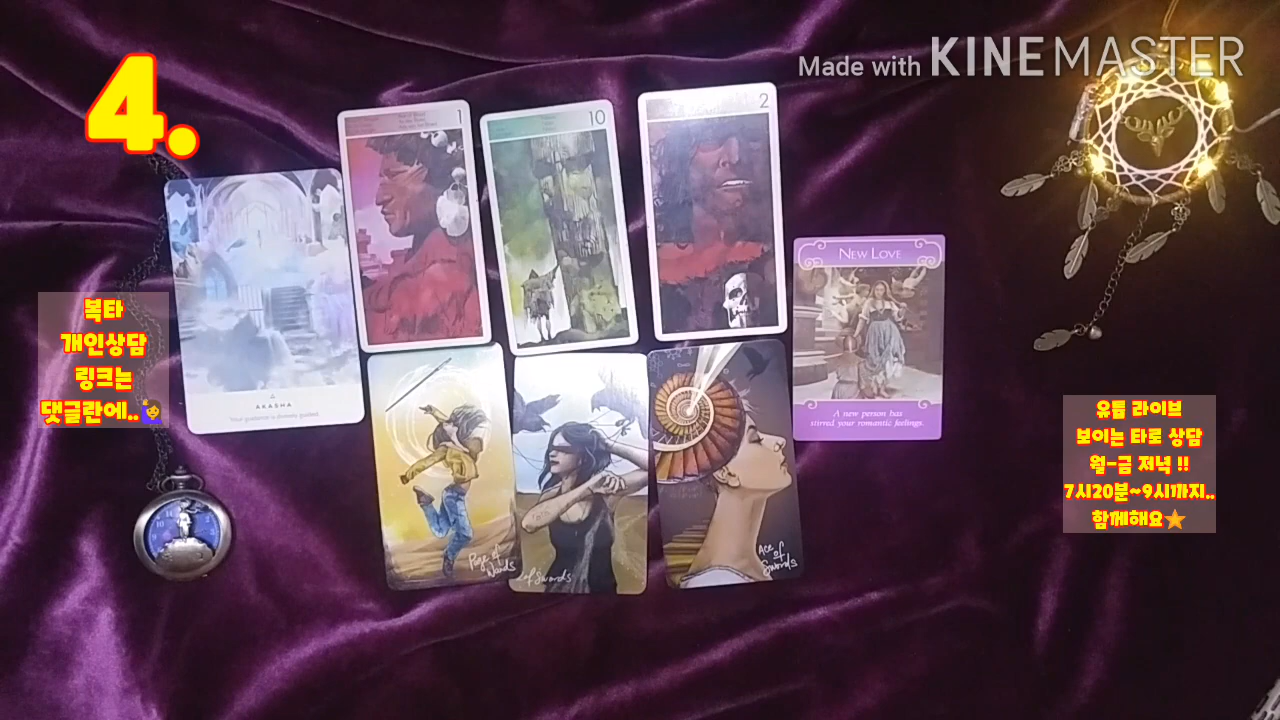 4.
Made with KINEMASTER
1
10
2
NEW LOVE
A new person has
stirred your romantic feelings.
AKASHA
Your guidance is divinely guided.
Page of
Wands
of Swords
Ace
of
Swords
복타
개인상담
링크는
댓글란에..🙋‍♀️
유튭 라이브
보이는 타로 상담
월-금 저녁 !!
7시20분~9시까지..
함께해요⭐